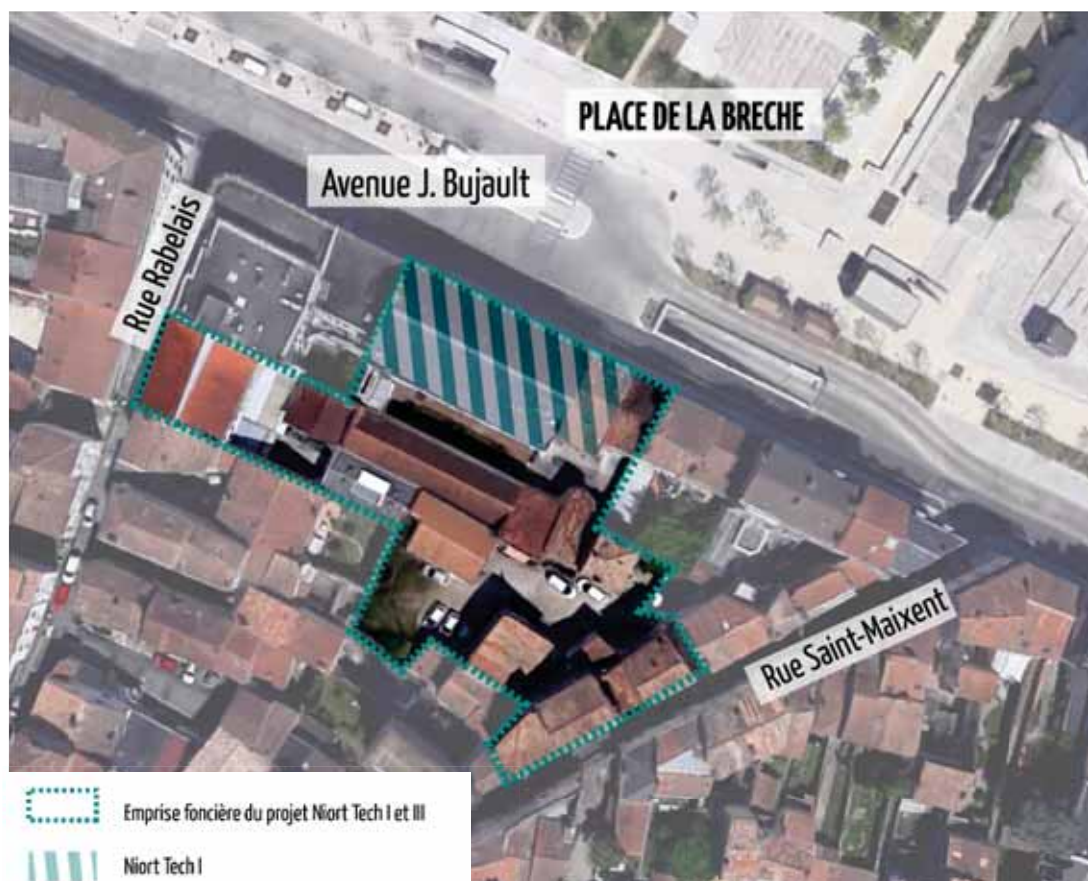 PLACE DE LA BRECHE
Avenue J. Bujault
Rue Rabelais
Rue Saint-Maixent
Emprise foncière du projet Niort Tech I et III
Niort Tech I